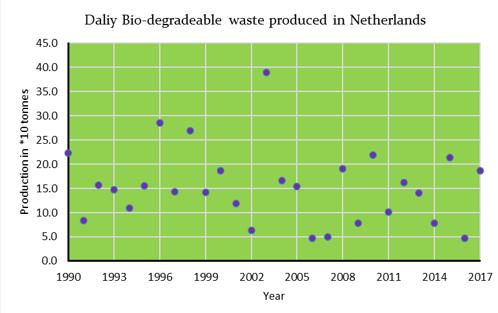 Daliy Bio-degradeable waste produced in Netherlands
45.0
40.0
35.0
30.0
25.0
20.0
15.0
10.0
5.0
0.0
Production in *10 tonnes
1990 1993 1996 1999 2002 2005 2008 2011 2014 2017
Year